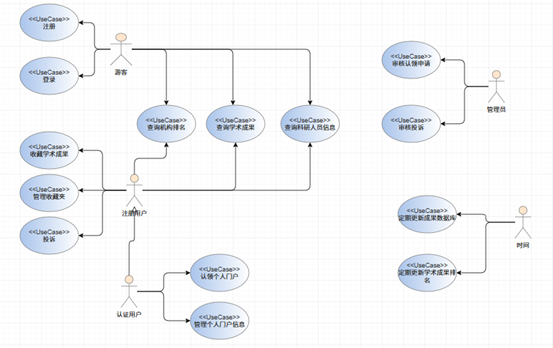 <<UseCase>>
注册
游客
<<UseCase>>
登录
<<UseCase>>
审核认领申请
管理员
<<UseCase>>
查询机构排名
<<UseCase>>
查询学术成果
<<UseCase>>
查询科研人员信息
<<UseCase>>
审核投诉
<<UseCase>>
收藏学术成果
<<UseCase>>
管理收藏夹
注册用户
<<UseCase>>
投诉
<<UseCase>>
定期更新成果数据库
时间
<<UseCase>>
认领个人门户
<<UseCase>>
定期更新学术成果排
名
认证用户
<<UseCase>>
管理个人门户信息